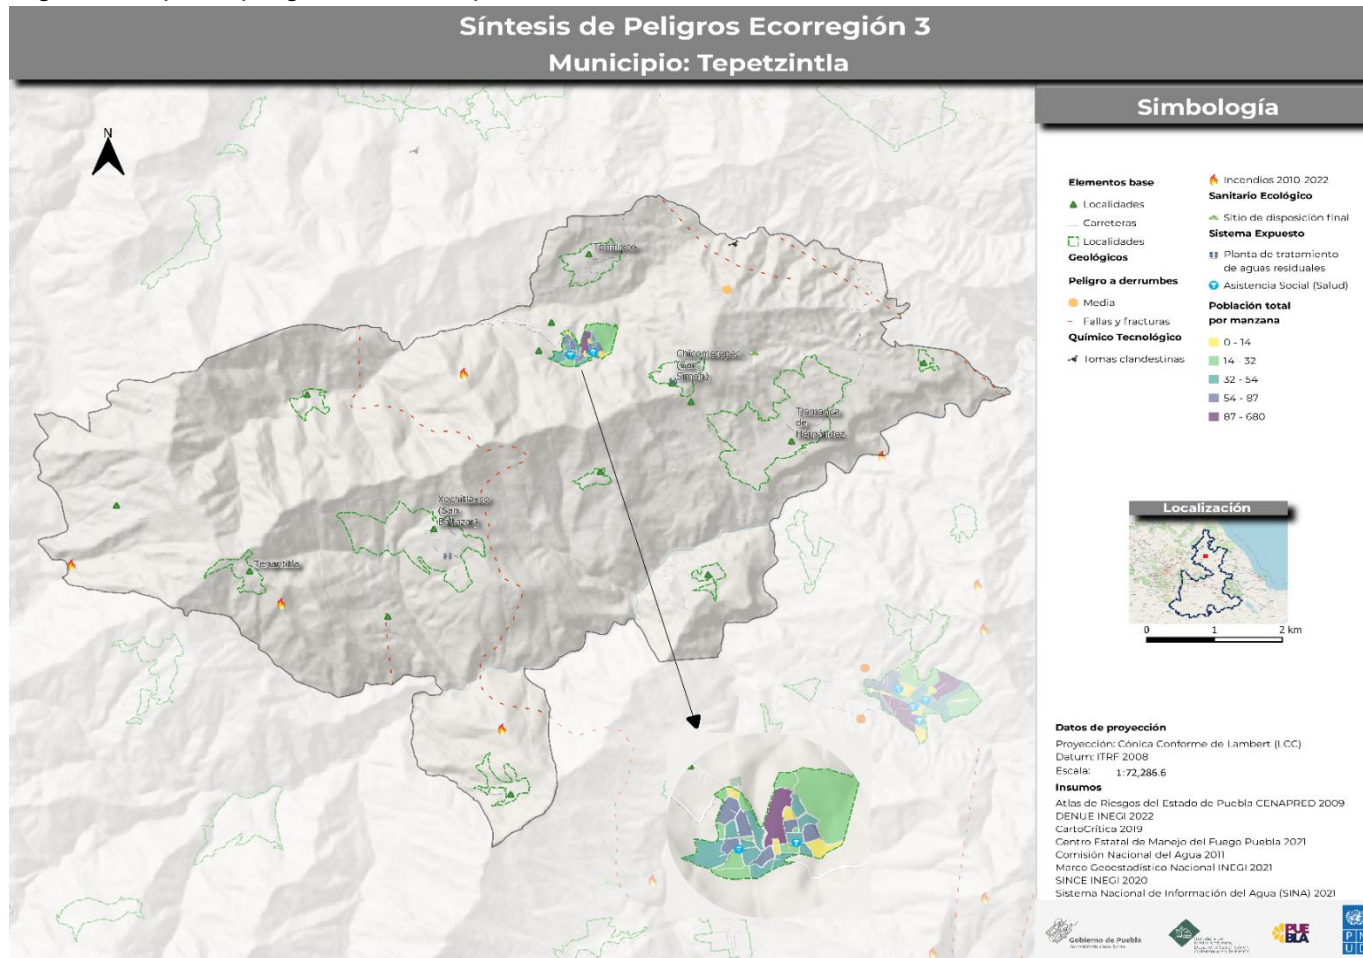 Síntesis de Peligros Ecorregión 3
Municipio: Tepetzintla
Simbología
N
Elementos base
Localidades
Carreteras
Localidades
Geológicos
Peligro a derrumbes
Media
Fallas y fracturas
Químico Tecnológico
Tomas clandestinas
Incendios 2010-2022
Sanitario Ecológico
Sitio de disposición final
Sistema Expuesto
Planta de tratamiento
de aguas residuales
Asistencia Social (Salud)
Población total
por manzana
0 - 14
14 - 32
32 - 54
54 - 87
87 - 680
Chicometepec
(San
Simón)
Tlamanca
de
Hernández
Xochitlaxco
(San
Baltazar)
Tepantitla
Localización
0 1 2 km
Datos de proyección
Proyección: Cónica Conforme de Lambert (LCC)
Datum: ITRF 2008
Escala: 1:72,286.6
Insumos
Atlas de Riesgos del Estado de Puebla CENAPRED 2009
DENUE INEGI 2022
CartoCrítica 2019
Centro Estatal de Manejo del Fuego Puebla 2021
Comisión Nacional del Agua 2011
Marco Geoestadístico Nacional INEGI 2021
SINCE INEGI 2020
Sistema Nacional de Información del Agua (SINA) 2021
Gobierno de Puebla
PUE
BLA
P N
U D